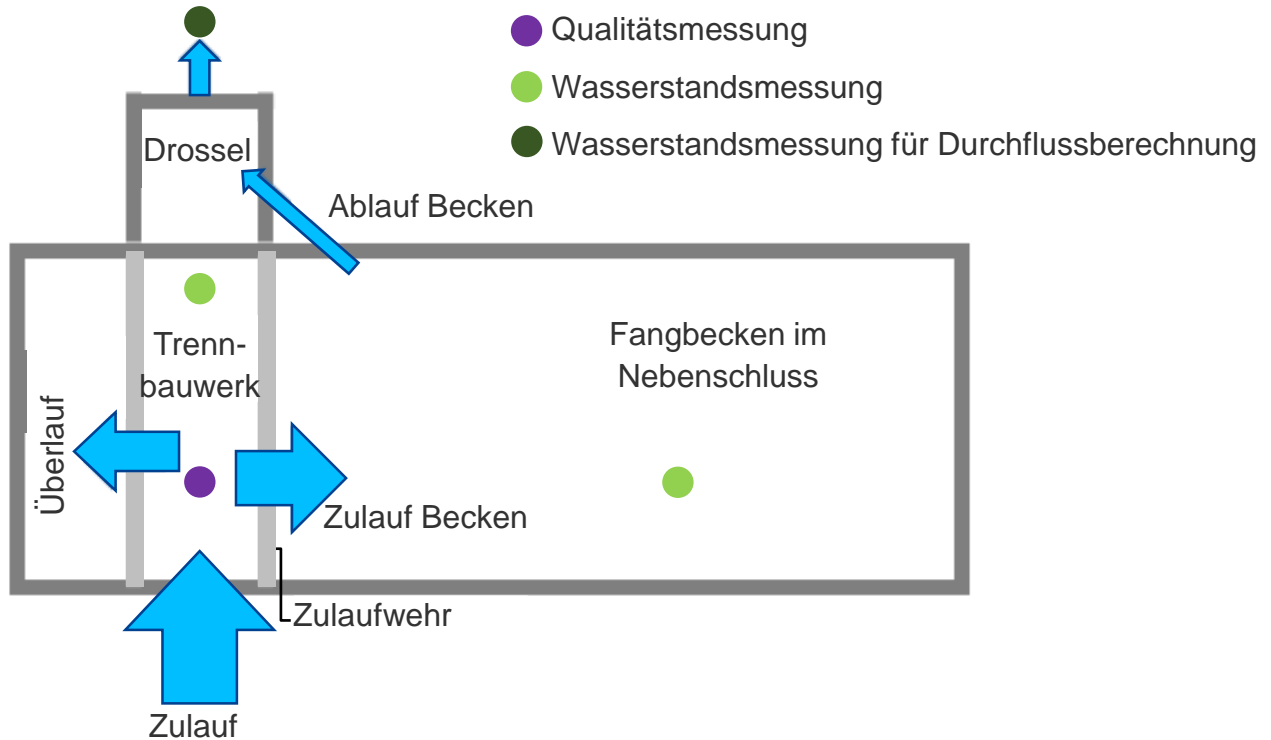 Qualitätsmessung
Wasserstandsmessung
Wasserstandsmessung für Durchflussberechnung
Drossel
Ablauf Becken
Trenn-
bauwerk
Fangbecken im
Nebenschluss
Überlauf
Zulauf Becken
Zulaufwehr
Zulauf